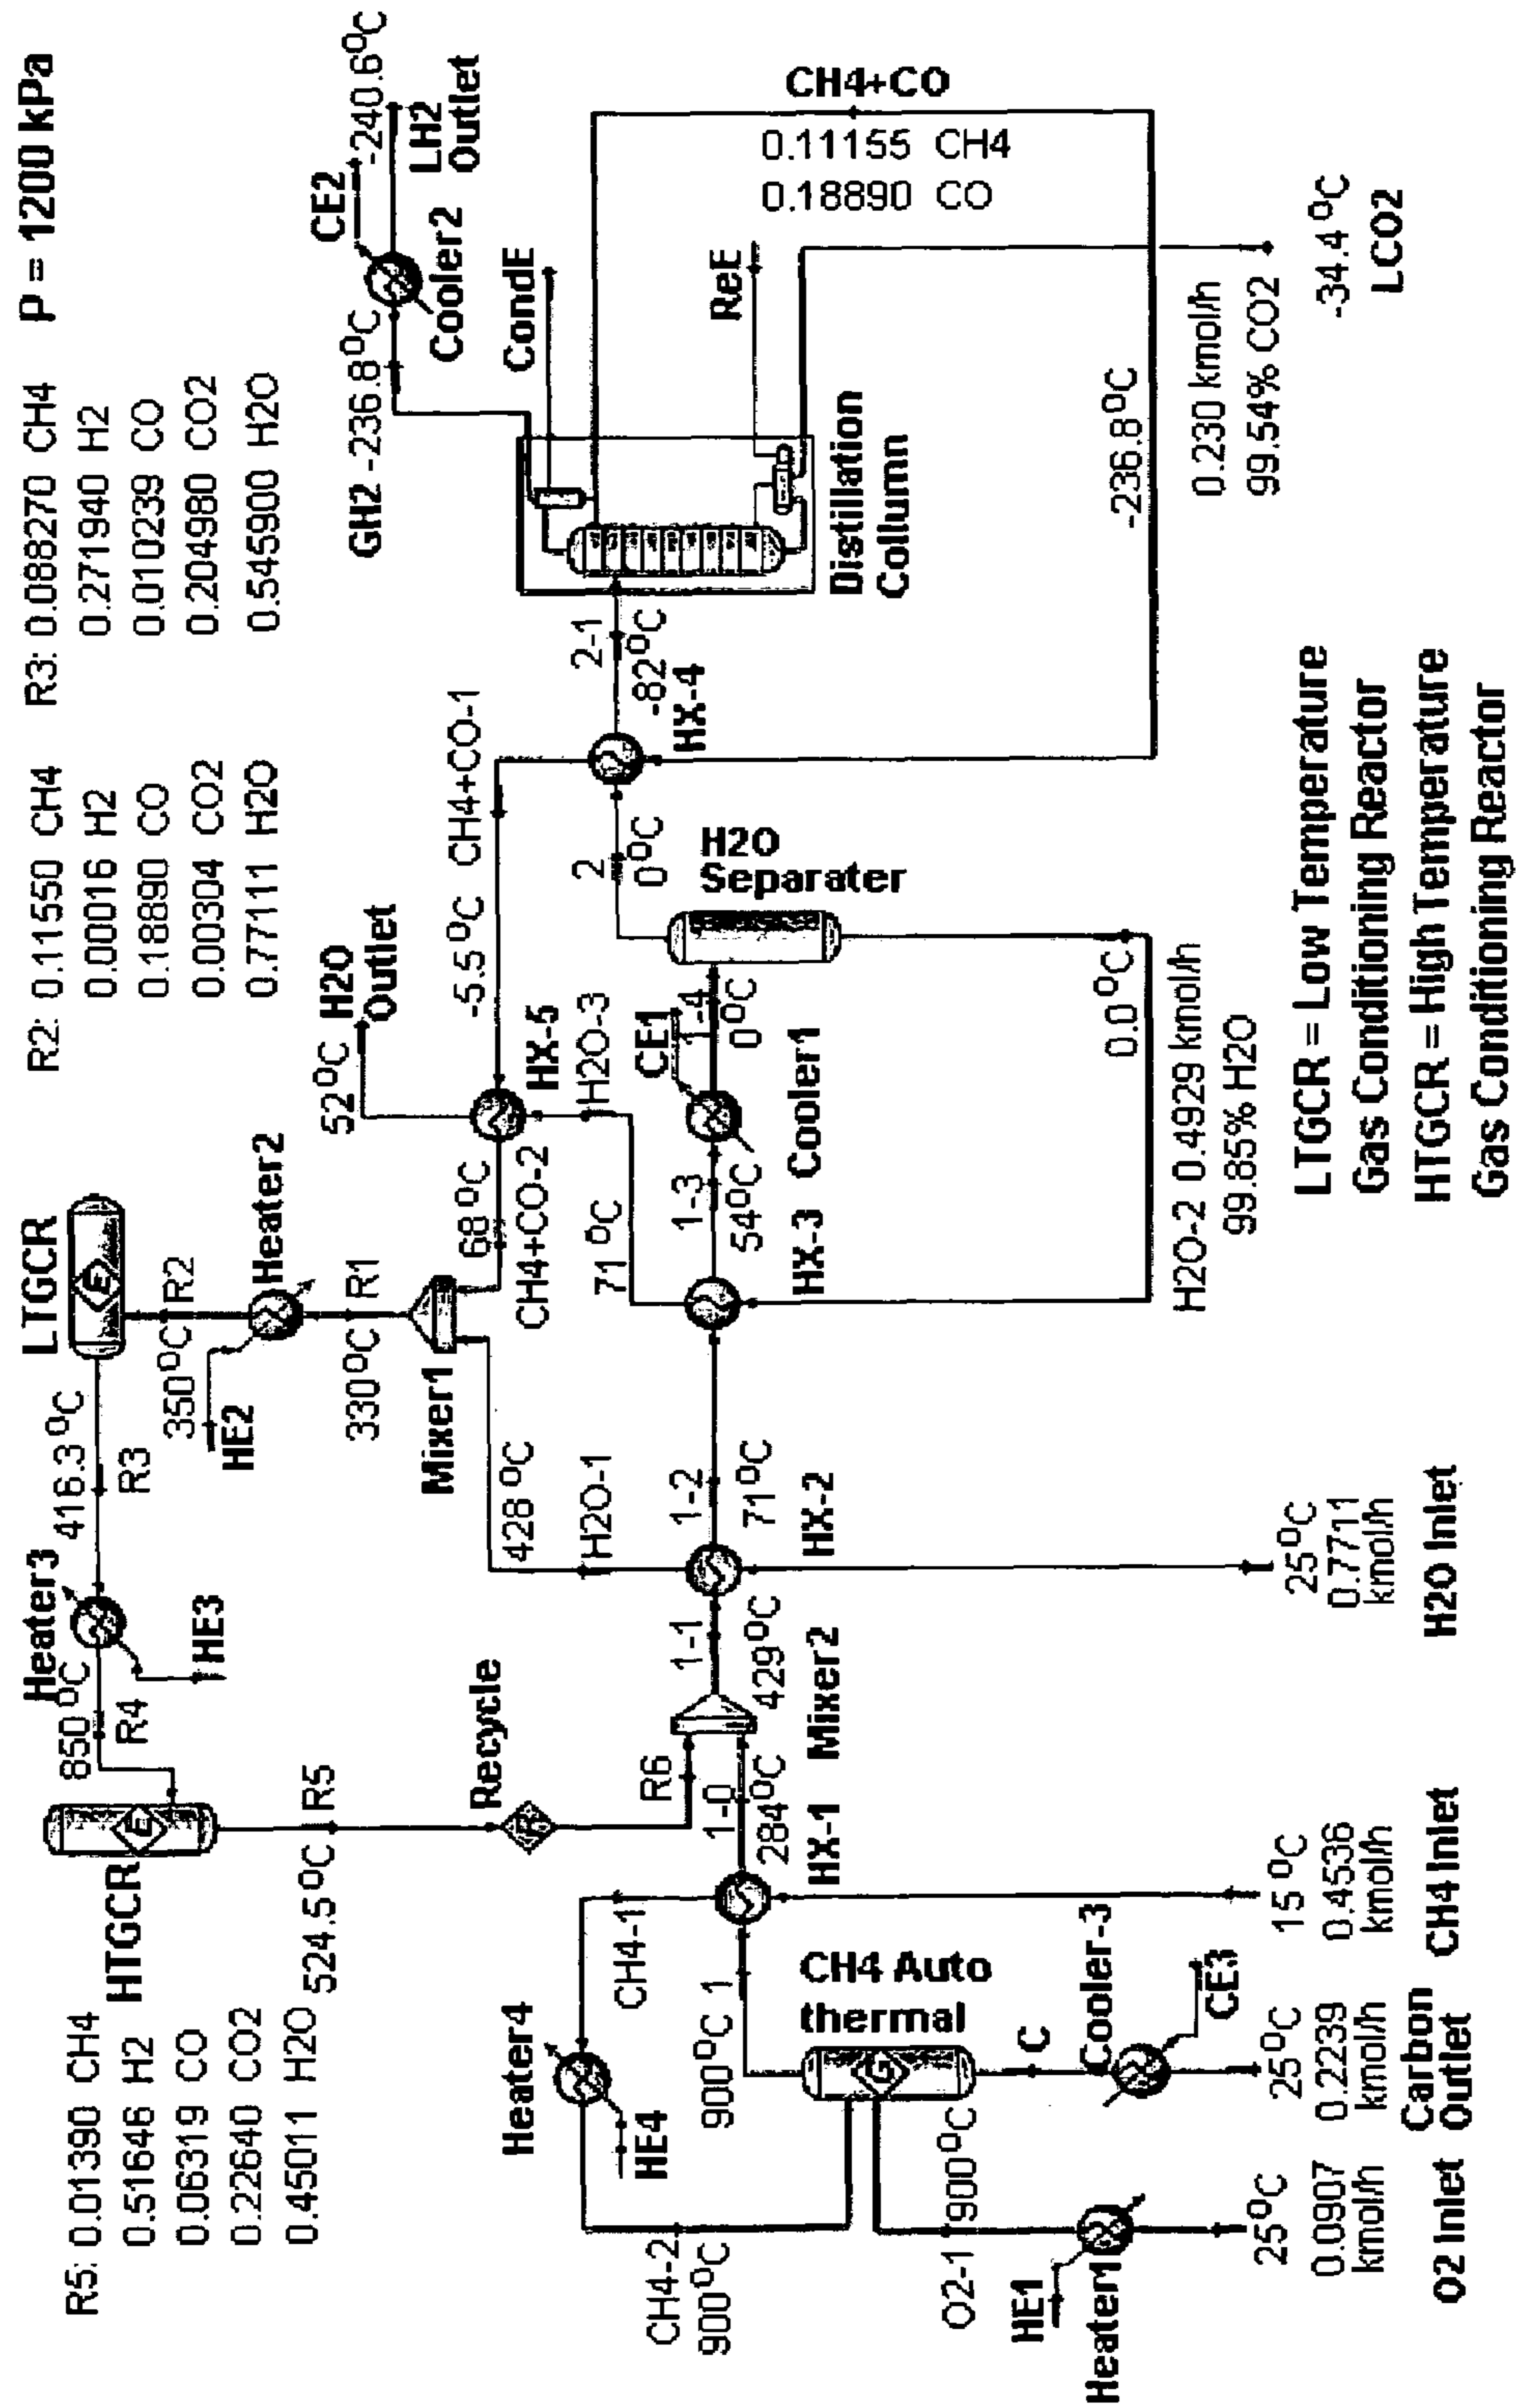 R2: 0.11550 CH4
0.00016 H2
0.18890 CO
0.00304 CO2
0.77111 H2O
R3: 0.088270 CH4
0.271940 H2
0.010239 CO
0.204980 CO2
0.545900 H2O
P = 1200 kPa
R5: 0.01390 CH4
0.51646 H2
0.06319 CO
0.22640 CO2
0.45011 H2O
HTGCR
524.5°C
R5
850°C
R4
Heater3
HE3
416.3°C
R3
LTGCR
350°C
R2
HE2
Heater2
330°C
R1
Mixer1
68°C
CH4+CO-2
52°C
H2O
Outlet
HX-5
-5.5°C
CH4+CO-1
GH2 -236.8°C
CE2
-240.6°C
Cooler2
LH2
Outlet
CondE
CH4+CO
0.11155 CH4
0.18890 CO
ReE
Distillation
Collumn
2-1
-82°C
HX-4
2
0°C
H2O
Separater
1-4
0°C
CE1
Cooler1
H2O-3
71°C
1-3
54°C
HX-3
428°C
H2O-1
1-2
71°C
HX-2
1-1
429°C
Mixer2
Recycle
R6
1-0
284°C
HX-1
CH4-1
Heater4
HE4
900°C
1
CH4 Auto
thermal
C
Cooler-3
CE3
CH4-2
900°C
O2-1
900°C
HE1
Heater1
25°C
0.0907
kmol/h
O2 Inlet
25°C
0.2239
kmol/h
Carbon
Outlet
15°C
0.4536
kmol/h
CH4 Inlet
25°C
0.7711
kmol/h
H2O Inlet
0.0°C
H2O-2 0.4929 kmol/h
99.85% H2O
-236.8°C
0.230 kmol/h
99.54% CO2
-34.4°C
LCO2
LTGCR = Low Temperature
Gas Conditioning Reactor
HTGCR = High Temperature
Gas Conditioning Reactor